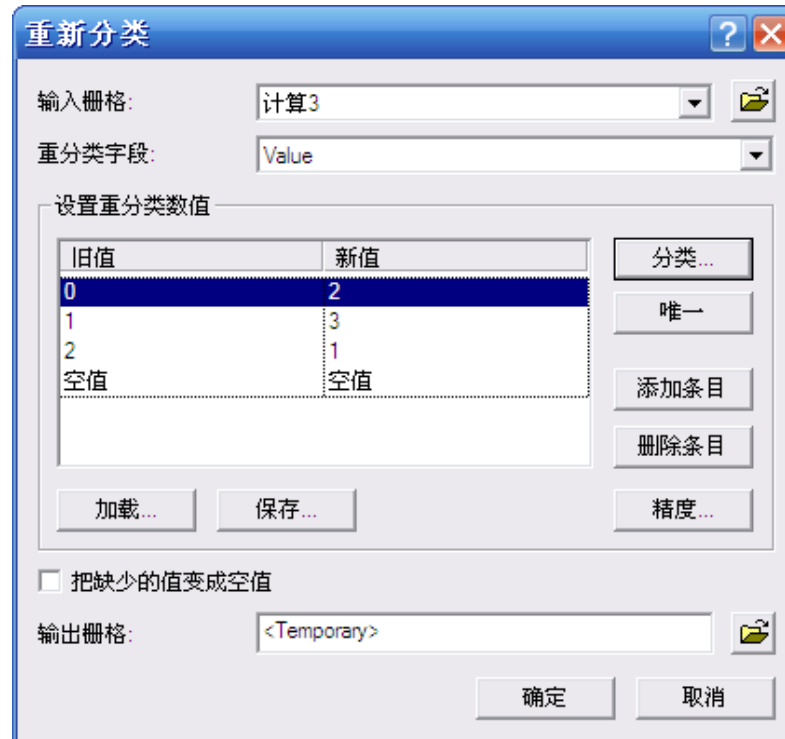 重新分类
输入栅格: 计算3
重分类字段: Value
设置重分类数值
旧值 新值 分类...
0 2
1 3 唯一
2 1
空值 空值 添加条目
删除条目
加载... 保存... 精度...
把缺少的值变成空值
输出栅格: <Temporary>
确定 取消